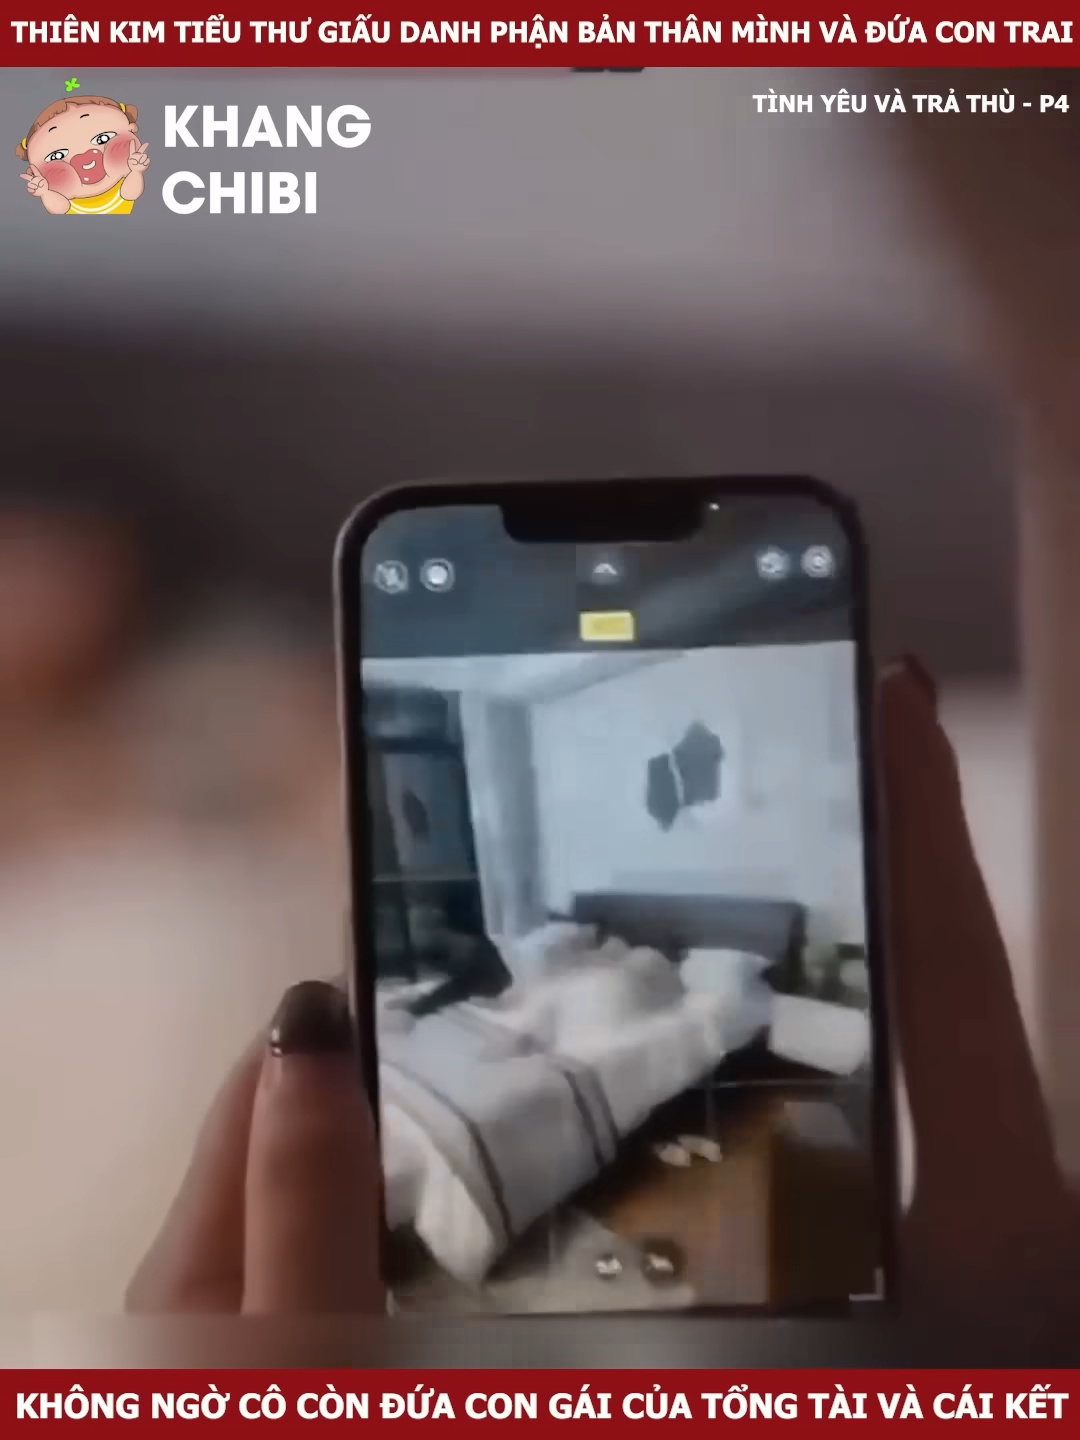 THIÊN KIM TIỂU THƯ GIẤU DANH PHẬN BẢN THÂN MÌNH VÀ ĐỨA CON TRAI
TÌNH YÊU VÀ TRẢ THÙ - P4
KHANG
CHIBI
KHÔNG NGỜ CÔ CÒN ĐỨA CON GÁI CỦA TỔNG TÀI VÀ CÁI KẾT